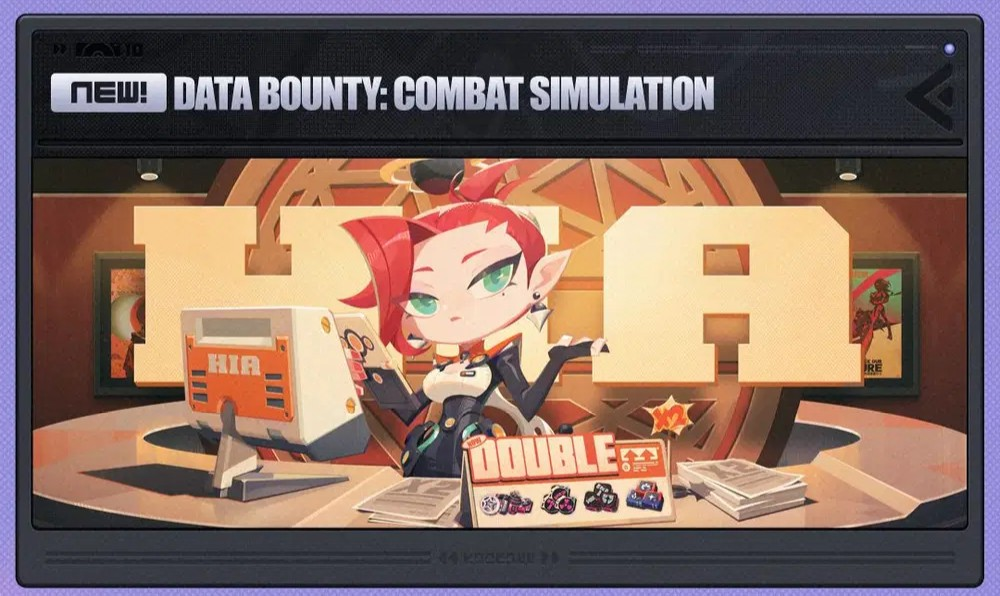 NEW!
DATA BOUNTY: COMBAT SIMULATION
HIA
HIA
DOUBLE
X2